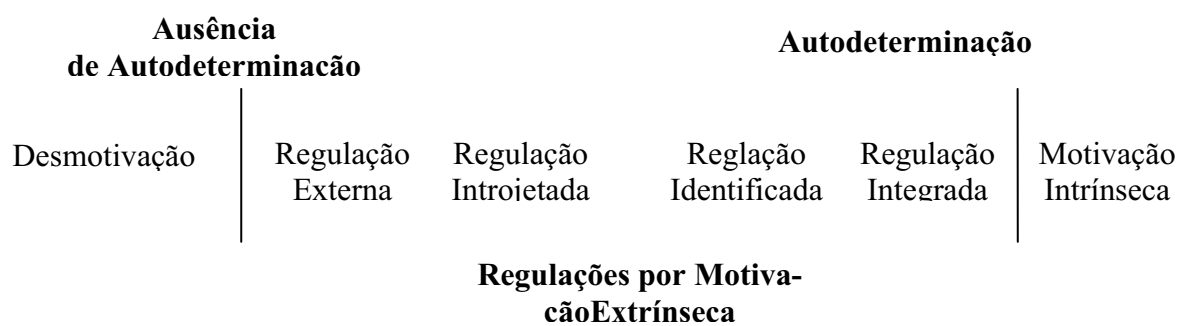 Ausência
de Autodeterminacão
Autodeterminação
Desmotivação
Regulação
Externa
Regulação
Introjetada
Reglação
Identificada
Regulação
Integrada
Motivação
Intrínseca
Regulações por Motiva-
cãoExtrínseca